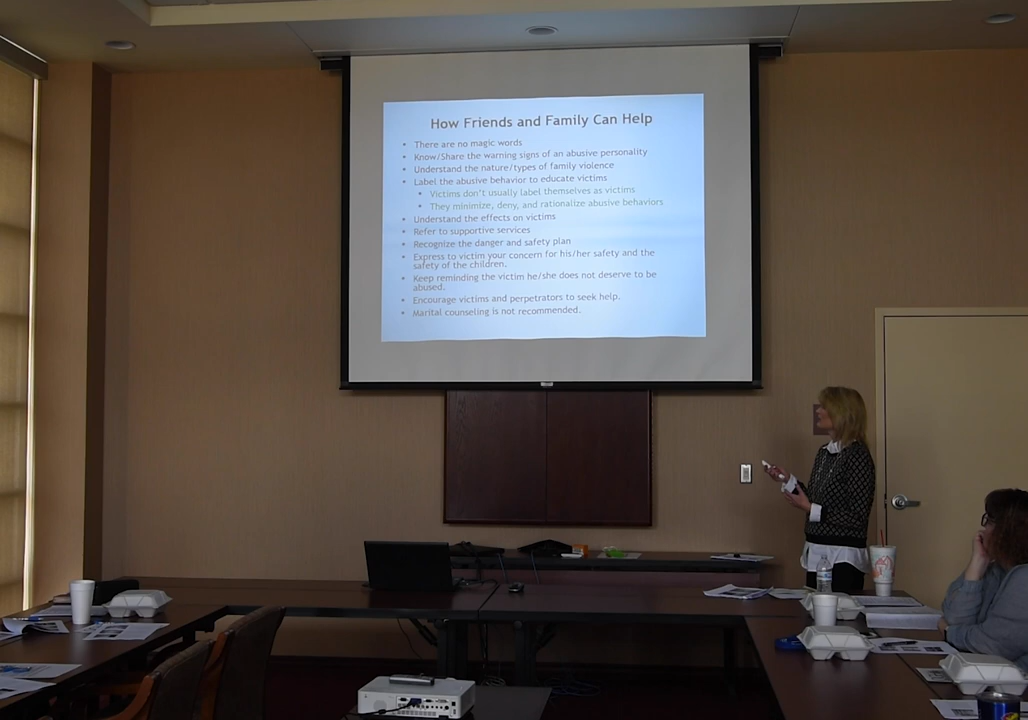 How Friends and Family Can Help
• There are no magic words
• Know/Share the warning signs of an abusive personality
• Understand the nature/types of family violence
• Label the abusive behavior to educate victims
• Victims don't usually label themselves as victims
• They minimize, deny, and rationalize abusive behaviors
• Understand the effects on victims
• Refer to supportive services
• Recognize the danger and safety plan
• Express to victim your concern for his/her safety and the
safety of the children.
• Keep reminding the victim he/she does not deserve to be
abused.
• Encourage victims and perpetrators to seek help.
• Marital counseling is not recommended.